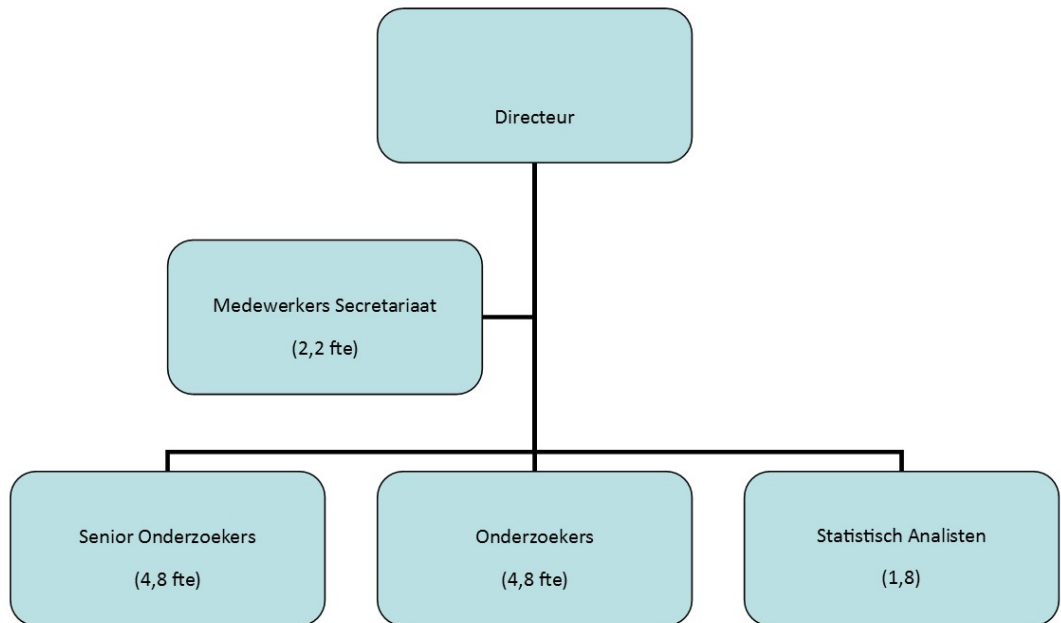 Directeur
Medewerkers Secretariaat
(2,2 fte)
Senior Onderzoekers
(4,8 fte)
Onderzoekers
(4,8 fte)
Statistisch Analisten
(1,8)